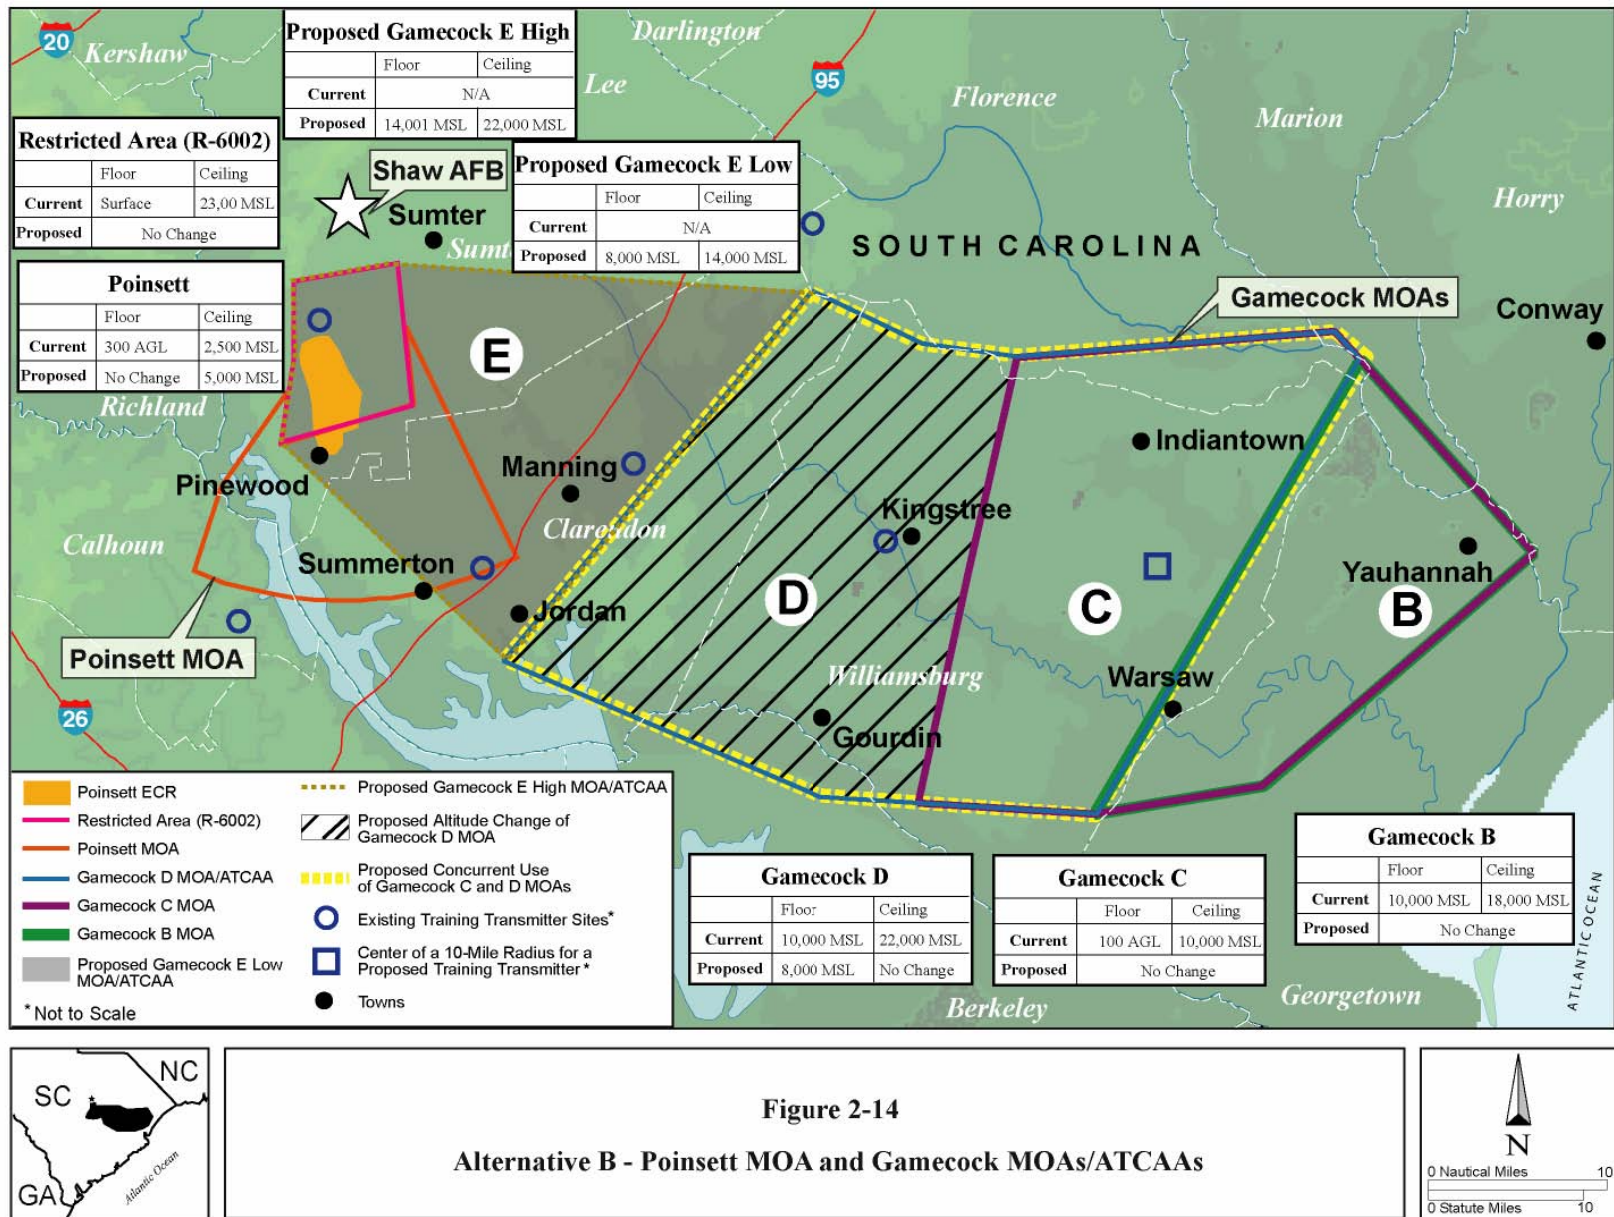 20
Kershaw
Proposed Gamecock E High
Floor Ceiling
Current N/A
Proposed 14,001 MSL 22,000 MSL
Darlington
Lee
95
Florence
Marion
Horry
Restricted Area (R-6002)
Floor Ceiling
Current Surface 23,00 MSL
Proposed No Change
Shaw AFB
Sumter
Proposed Gamecock E Low
Floor Ceiling
Current N/A
Proposed 8,000 MSL 14,000 MSL
SOUTH CAROLINA
Poinsett
Floor Ceiling
Current 300 AGL 2,500 MSL
Proposed No Change 5,000 MSL
Gamecock MOAs
Conway
E
Richland
Indiantown
Manning
Pinewood
Clarendon
Kingstree
Calhoun
Summerton
Yauhannah
D
C
B
Jordan
Poinsett MOA
Williamsburg
Warsaw
26
Gourdin
Poinsett ECR
Restricted Area (R-6002)
Poinsett MOA
Gamecock D MOA/ATCAA
Gamecock C MOA
Gamecock B MOA
Proposed Gamecock E Low
MOA/ATCAA
* Not to Scale
Proposed Gamecock E High MOA/ATCAA
Proposed Altitude Change of
Gamecock D MOA
Proposed Concurrent Use
of Gamecock C and D MOAs
Existing Training Transmitter Sites*
Center of a 10-Mile Radius for a
Proposed Training Transmitter *
Towns
Gamecock D
Floor Ceiling
Current 10,000 MSL 22,000 MSL
Proposed 8,000 MSL No Change
Gamecock C
Floor Ceiling
Current 100 AGL 10,000 MSL
Proposed No Change
Gamecock B
Floor Ceiling
Current 10,000 MSL 18,000 MSL
Proposed No Change
ATLANTIC OCEAN
Berkeley
Georgetown
SC
NC
GA
Atlantic Ocean
Figure 2-14
Alternative B - Poinsett MOA and Gamecock MOAs/ATCAAs
N
0 Nautical Miles 10
0 Statute Miles 10